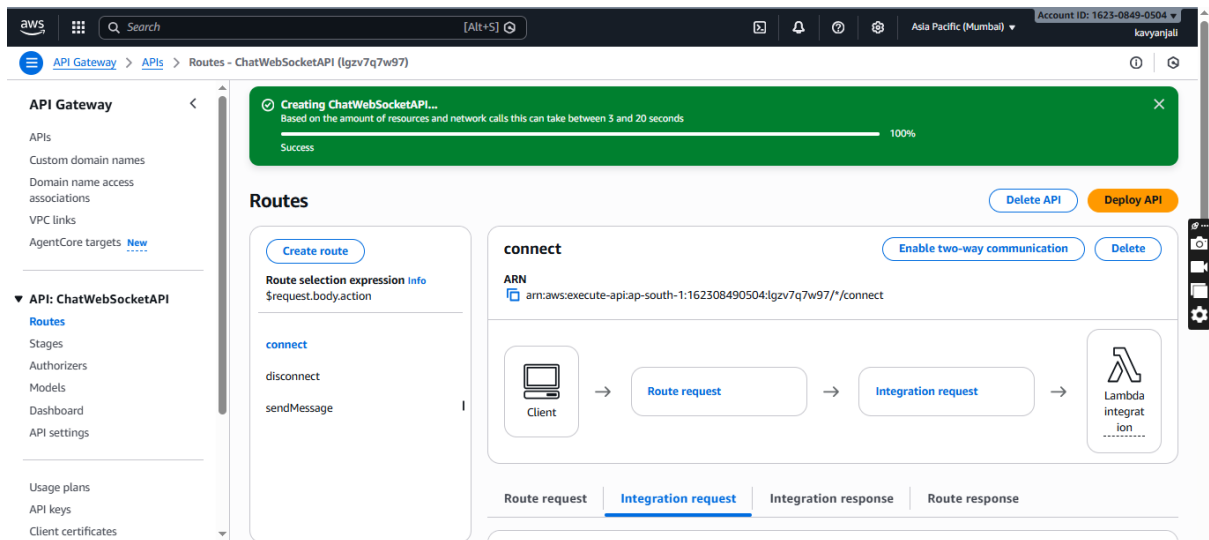 aws
Search
[Alt+S]
Asia Pacific (Mumbai) ▼
Account ID: 1623-0849-0504 ▼
kavyanjali
API Gateway > APIs > Routes - ChatWebSocketAPI (lgzv7q7w97)
API Gateway
APIs
Custom domain names
Domain name access
associations
VPC links
AgentCore targets New
▼ API: ChatWebSocketAPI
Routes
Stages
Authorizers
Models
Dashboard
API settings
Usage plans
API keys
Client certificates
Creating ChatWebSocketAPI...
Based on the amount of resources and network calls this can take between 3 and 20 seconds
100%
Success
Routes
Delete API
Deploy API
Create route
Route selection expression Info
$request.body.action
connect
disconnect
sendMessage
connect
Enable two-way communication
Delete
ARN
arn:aws:execute-api:ap-south-1:162308490504:lgzv7q7w97/*/connect
Client
Route request
Integration request
Lambda
integrat
ion
Route request
Integration request
Integration response
Route response